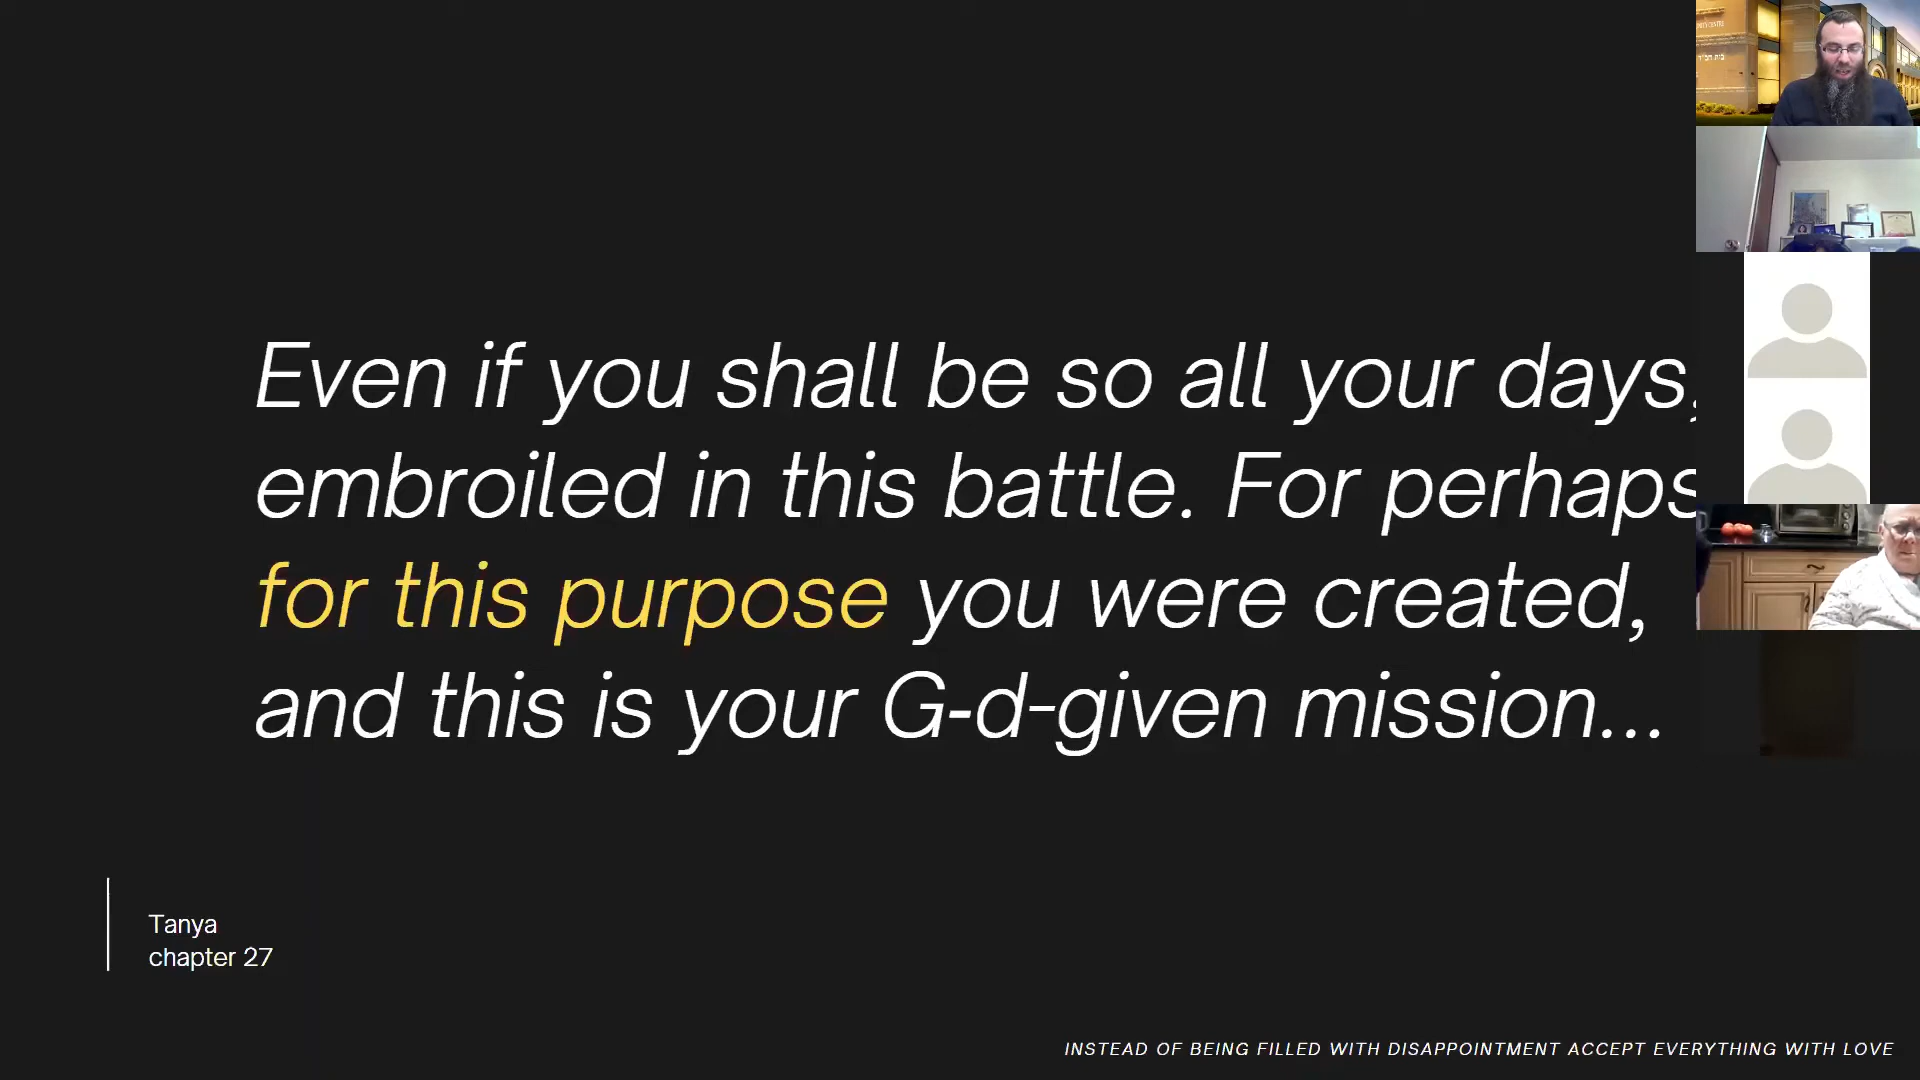 Even if you shall be so all your days,
embroiled in this battle. For perhaps
for this purpose you were created,
and this is your G-d-given mission...
Tanya
chapter 27
INSTEAD OF BEING FILLED WITH DISAPPOINTMENT ACCEPT EVERYTHING WITH LOVE